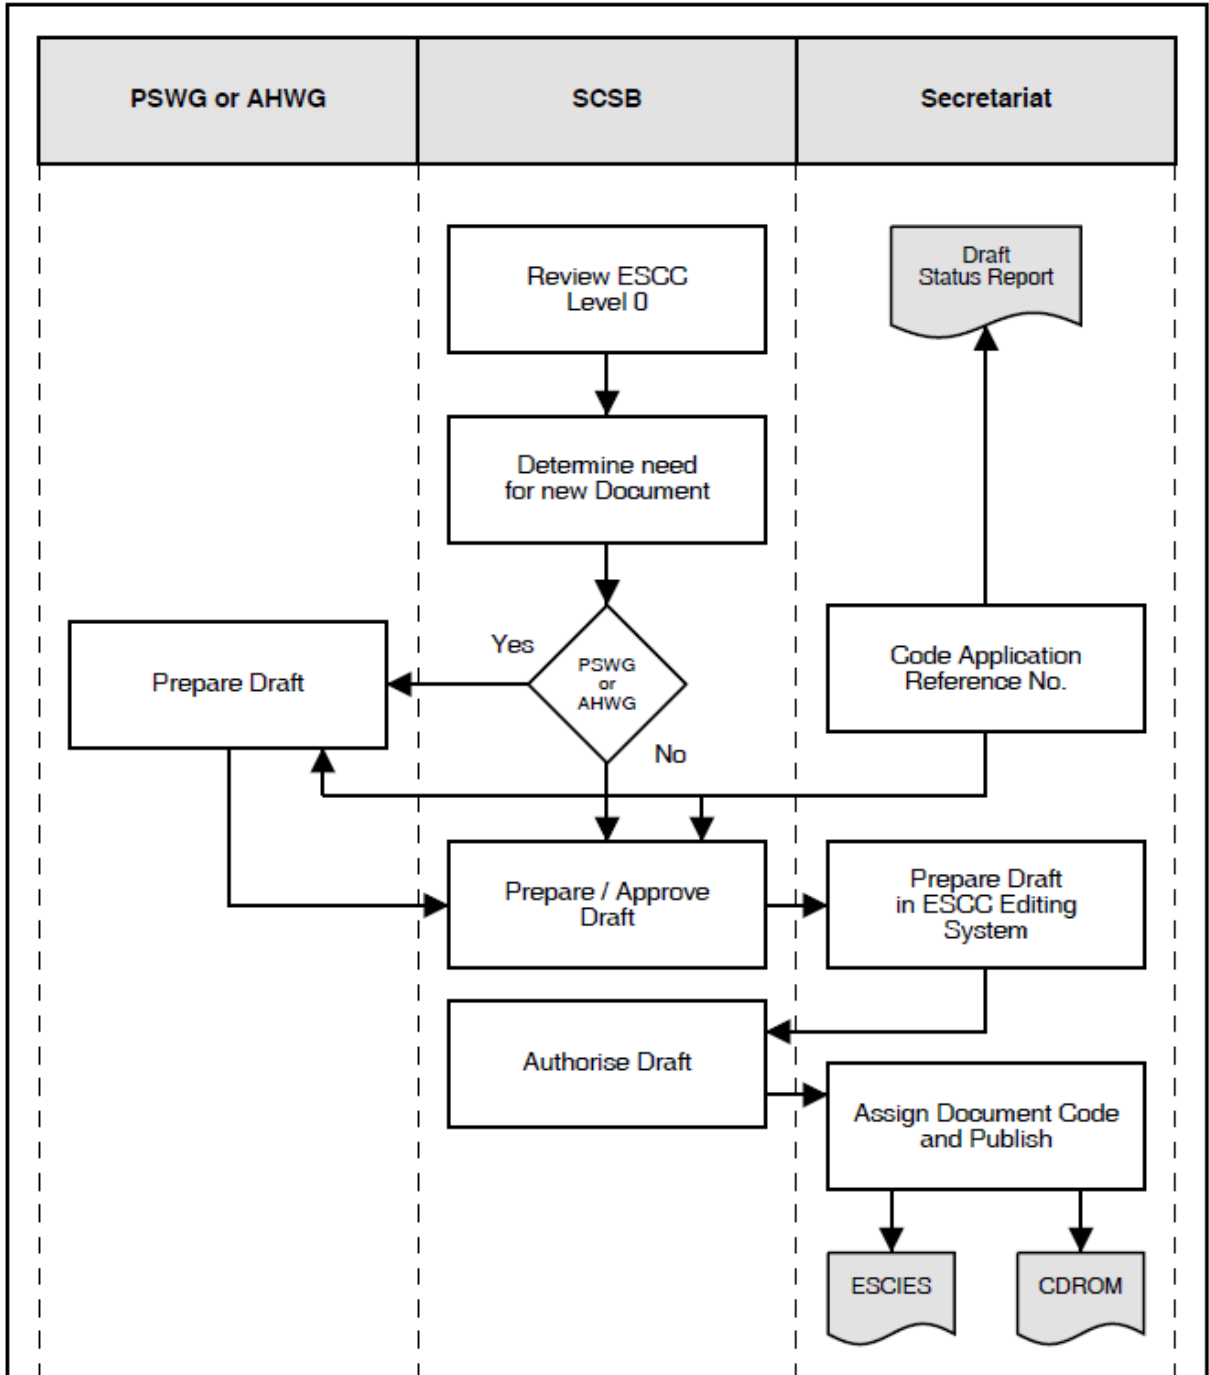 PSWG or AHWG
SCSB
Secretariat
Review ESCC
Level 0
Draft
Status Report
Determine need
for new Document
Yes
PSWG
or
AHWG
No
Prepare Draft
Code Application
Reference No.
Prepare / Approve
Draft
Prepare Draft
in ESCC Editing
System
Authorise Draft
Assign Document Code
and Publish
ESCIES
CDROM